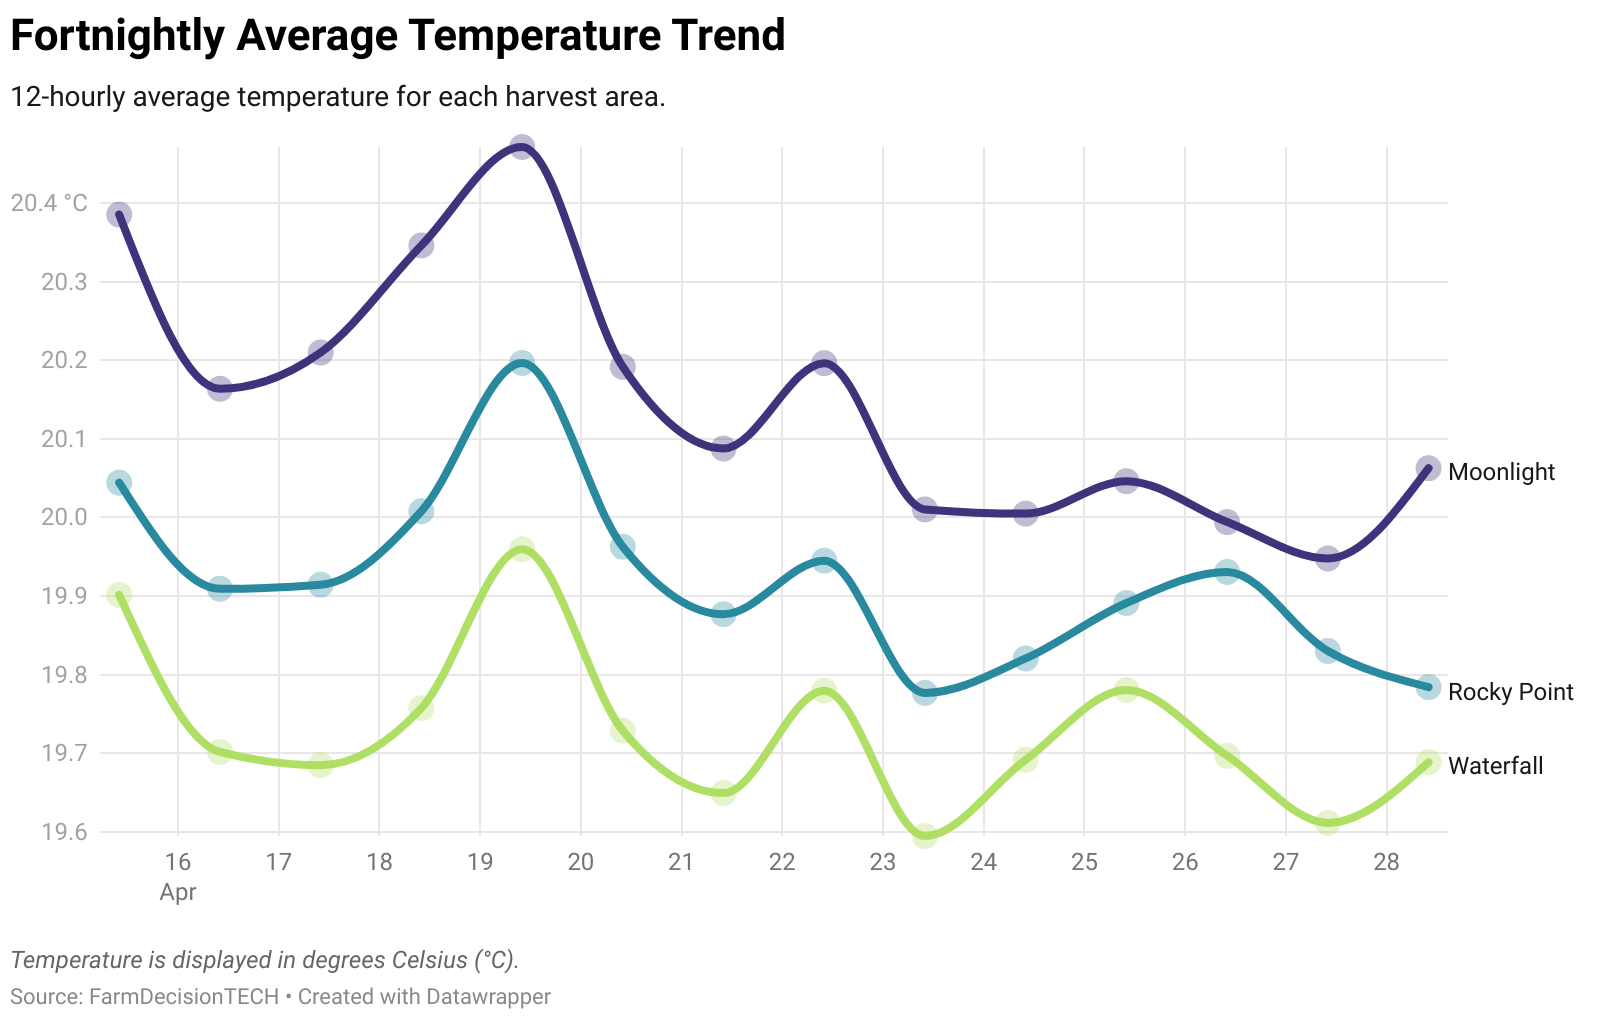 Fortnightly Average Temperature Trend
12-hourly average temperature for each harvest area.
20.4 °C
20.3
20.2
20.1
20.0
19.9
19.8
19.7
19.6
Moonlight
Rocky Point
Waterfall
16 17 18 19 20 21 22 23 24 25 26 27 28
Apr
Temperature is displayed in degrees Celsius (°C).
Source: FarmDecisionTECH • Created with Datawrapper